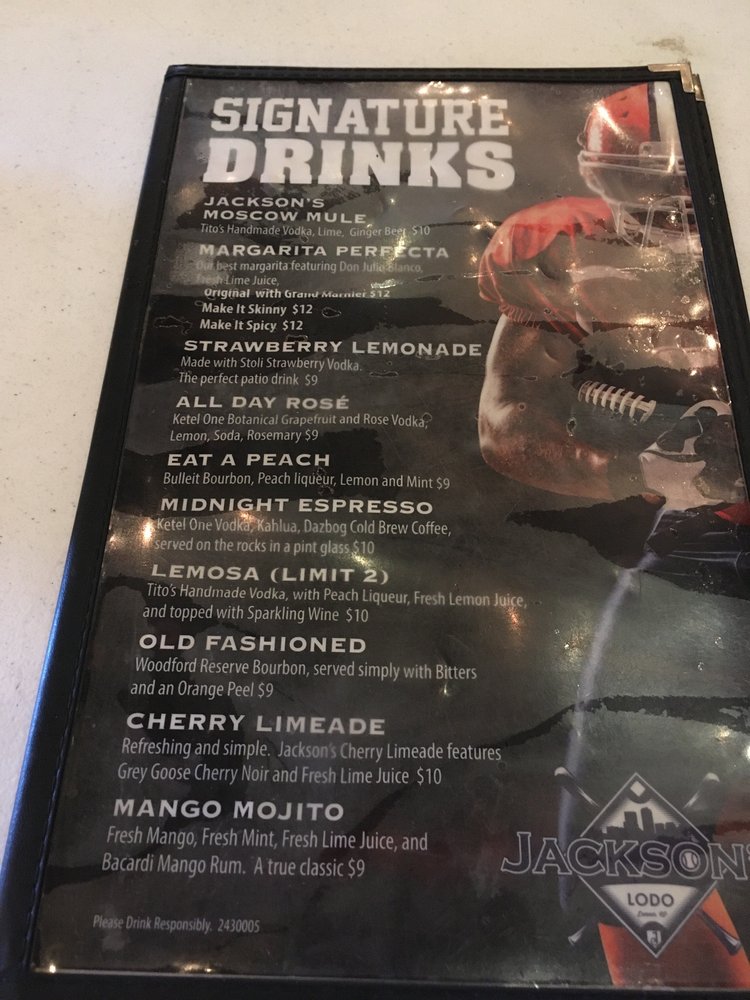 SIGNATURE
DRINKS
JACKSON'S
MOSCOW MULE
Tito's Handmade Vodka, Lime, Ginger Beer $10
MARGARITA PERFECTA
Our best margarita featuring Don Julio Blanco,
Fresh Lime Juice,
Original with Grand Marnier $12
Make It Skinny $12
Make It Spicy $12
STRAWBERRY LEMONADE
Made with Stoli Strawberry Vodka.
The perfect patio drink $9
ALL DAY ROSÉ
Ketel One Botanical Grapefruit and Rose Vodka,
Lemon, Soda, Rosemary $9
EAT A PEACH
Bulleit Bourbon, Peach liqueur, Lemon and Mint $9
MIDNIGHT ESPRESSO
Ketel One Vodka, Kahlua, Dazbog Cold Brew Coffee,
served on the rocks in a pint glass $10
LEMOSA (LIMIT 2)
Tito's Handmade Vodka, with Peach Liqueur, Fresh Lemon Juice,
and topped with Sparkling Wine $10
OLD FASHIONED
Woodford Reserve Bourbon, served simply with Bitters
and an Orange Peel $9
CHERRY LIMEADE
Refreshing and simple. Jackson's Cherry Limeade features
Grey Goose Cherry Noir and Fresh Lime Juice $10
MANGO MOJITO
Fresh Mango, Fresh Mint, Fresh Lime Juice, and
Bacardi Mango Rum. A true classic $9
JACKSON'
LODO
Denver, CO
Please Drink Responsibly. 2430005